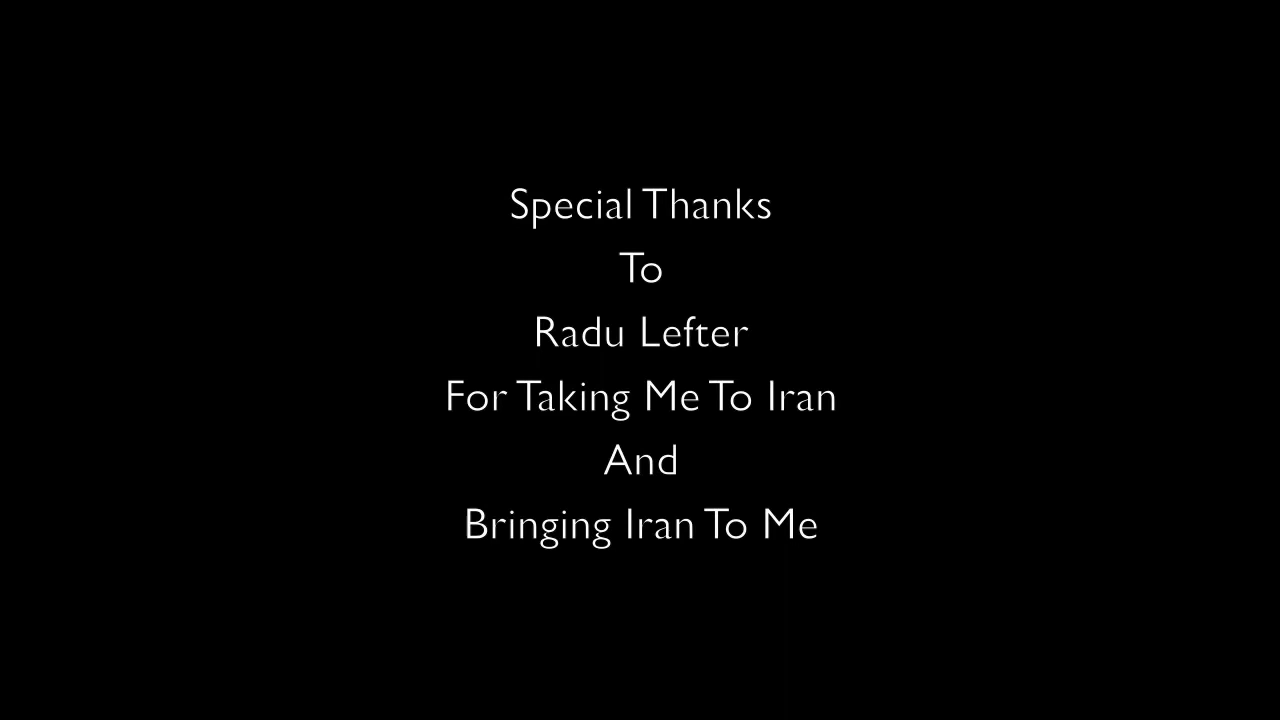 Special Thanks
To
Radu Lefter
For Taking Me To Iran
And
Bringing Iran To Me